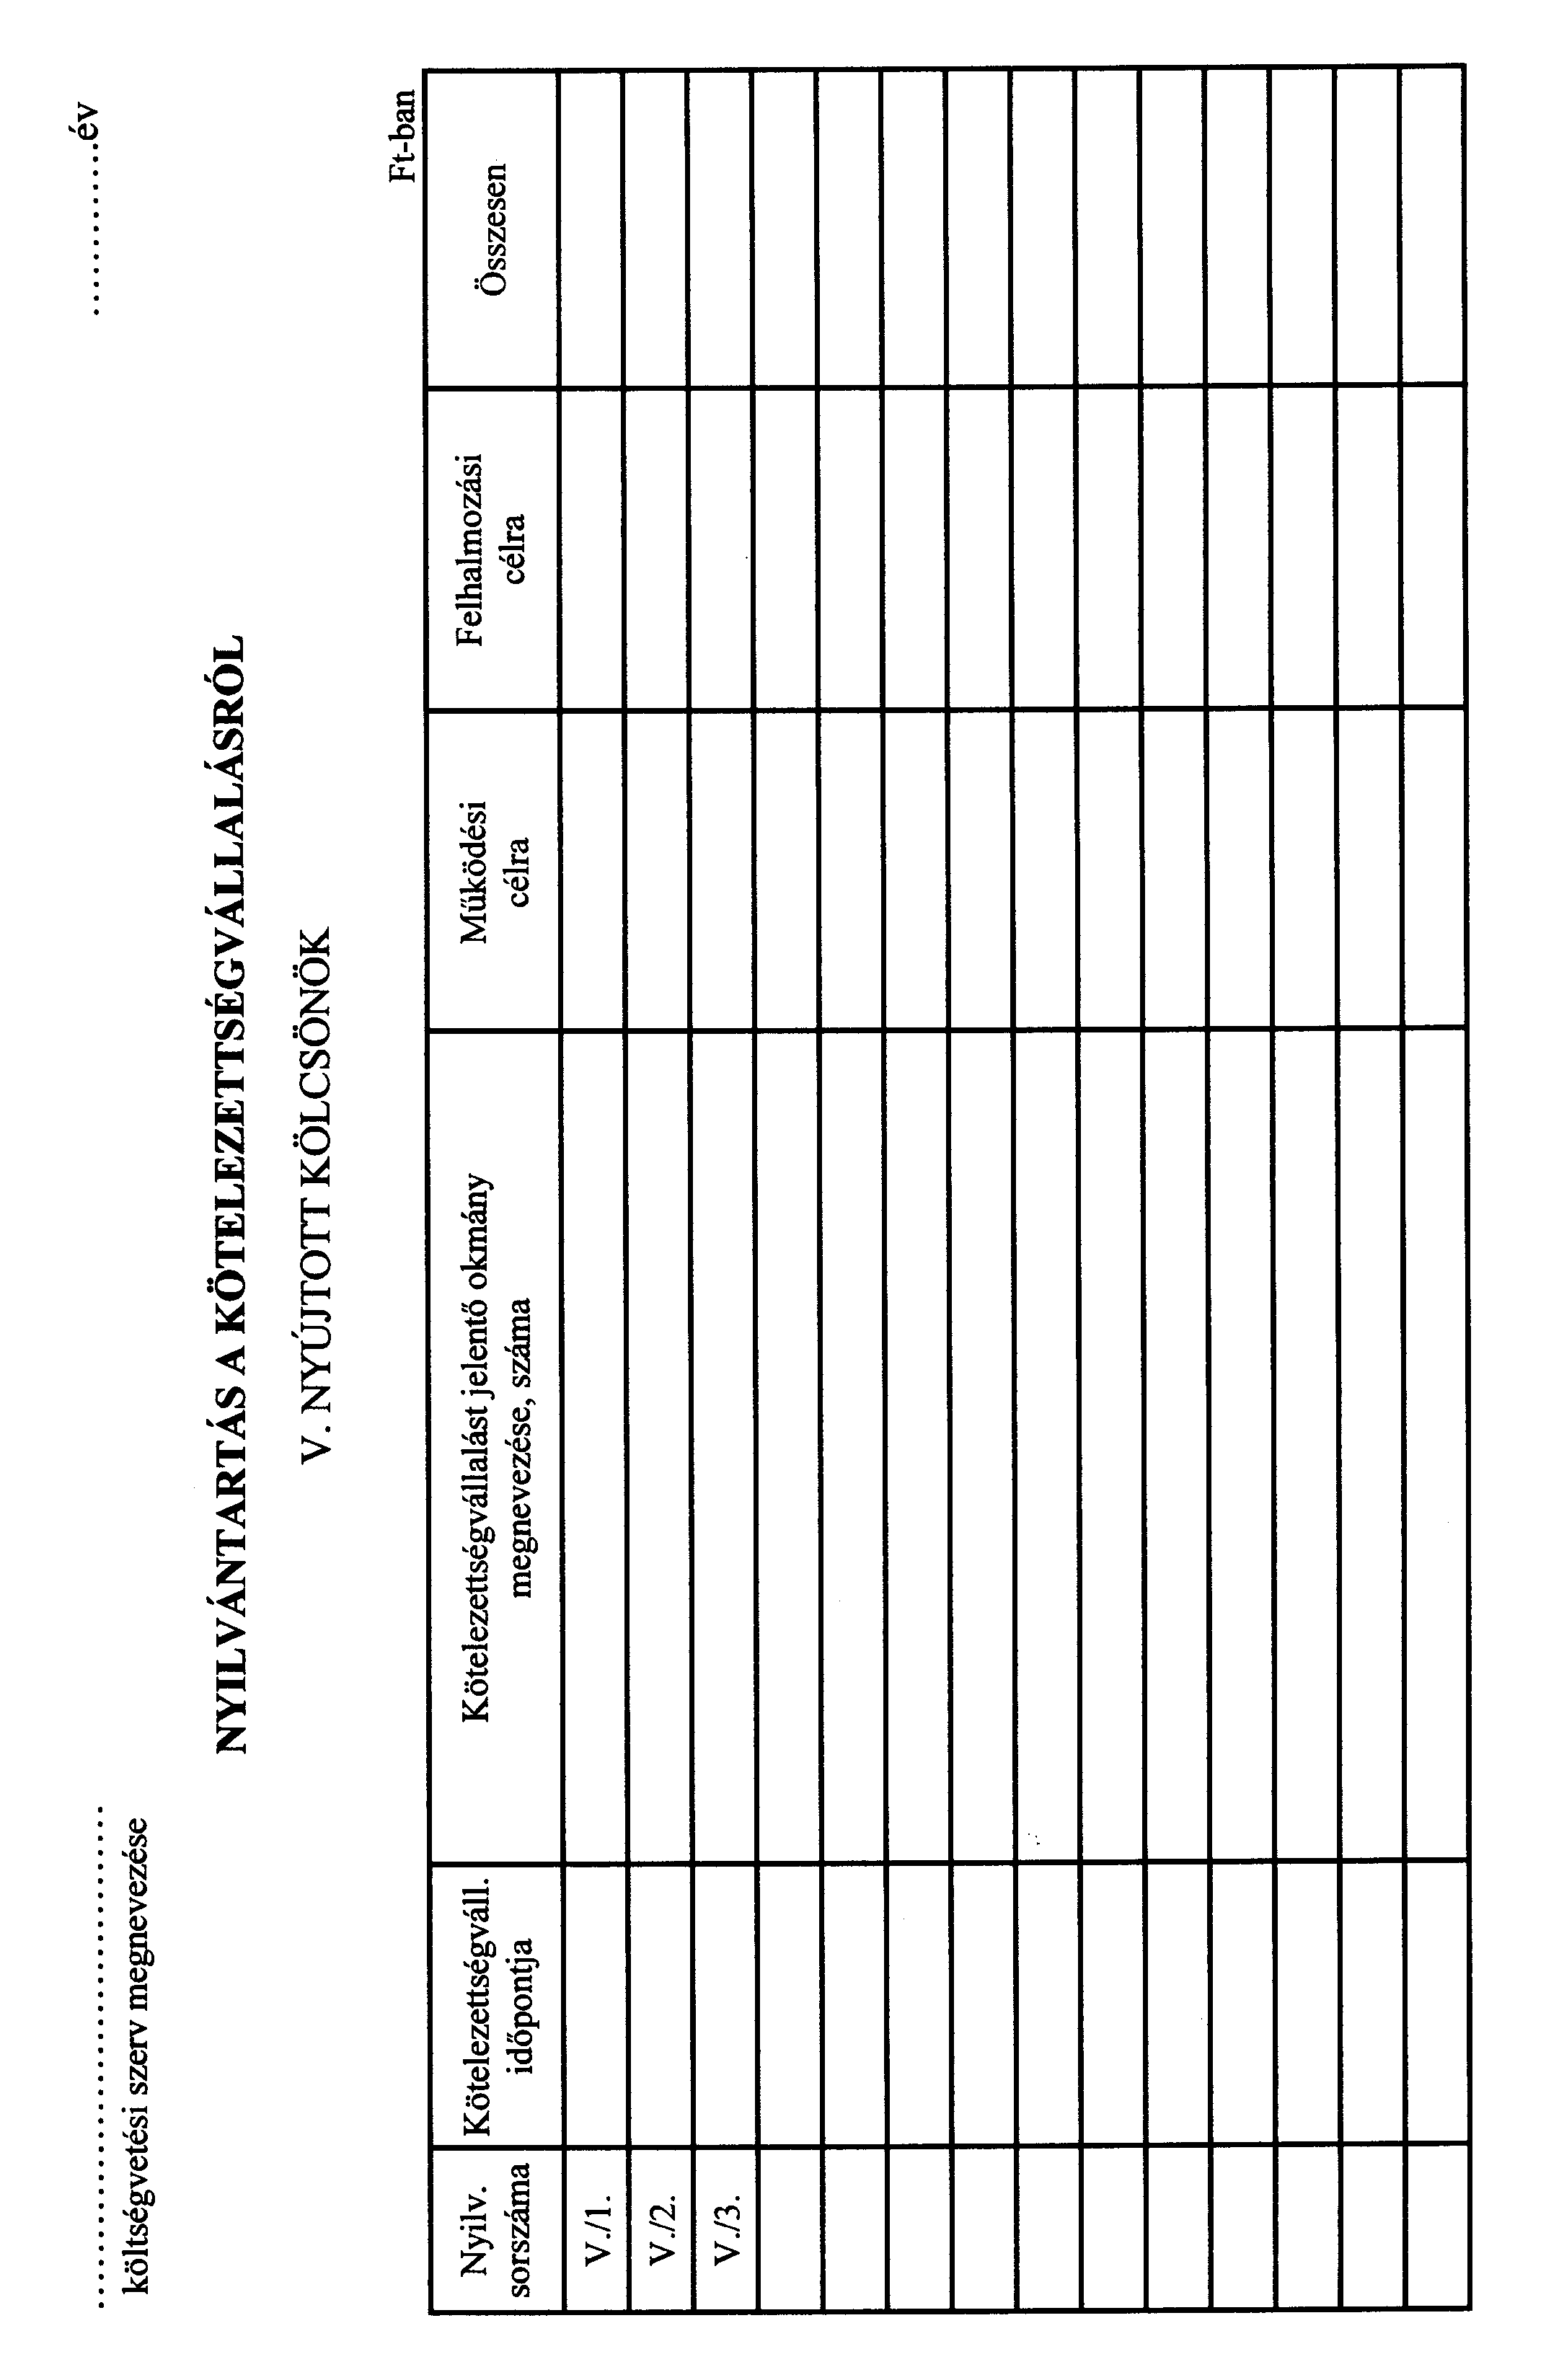 ...........év
........................................
költségvetési szerv megnevezése
NYILVÁNTARTÁS A KÖTELEZETTSÉGVÁLLALÁSRÓL
V. NYÚJTOTT KÖLCSÖNÖK
Ft-ban
Nyilv.
sorszáma
Kötelezettségváll.
időpontja
Kötelezettségvállalást jelentő okmány
megnevezése, száma
Működési
célra
Felhalmozási
célra
Összesen
V./1.
V./2.
V./3.